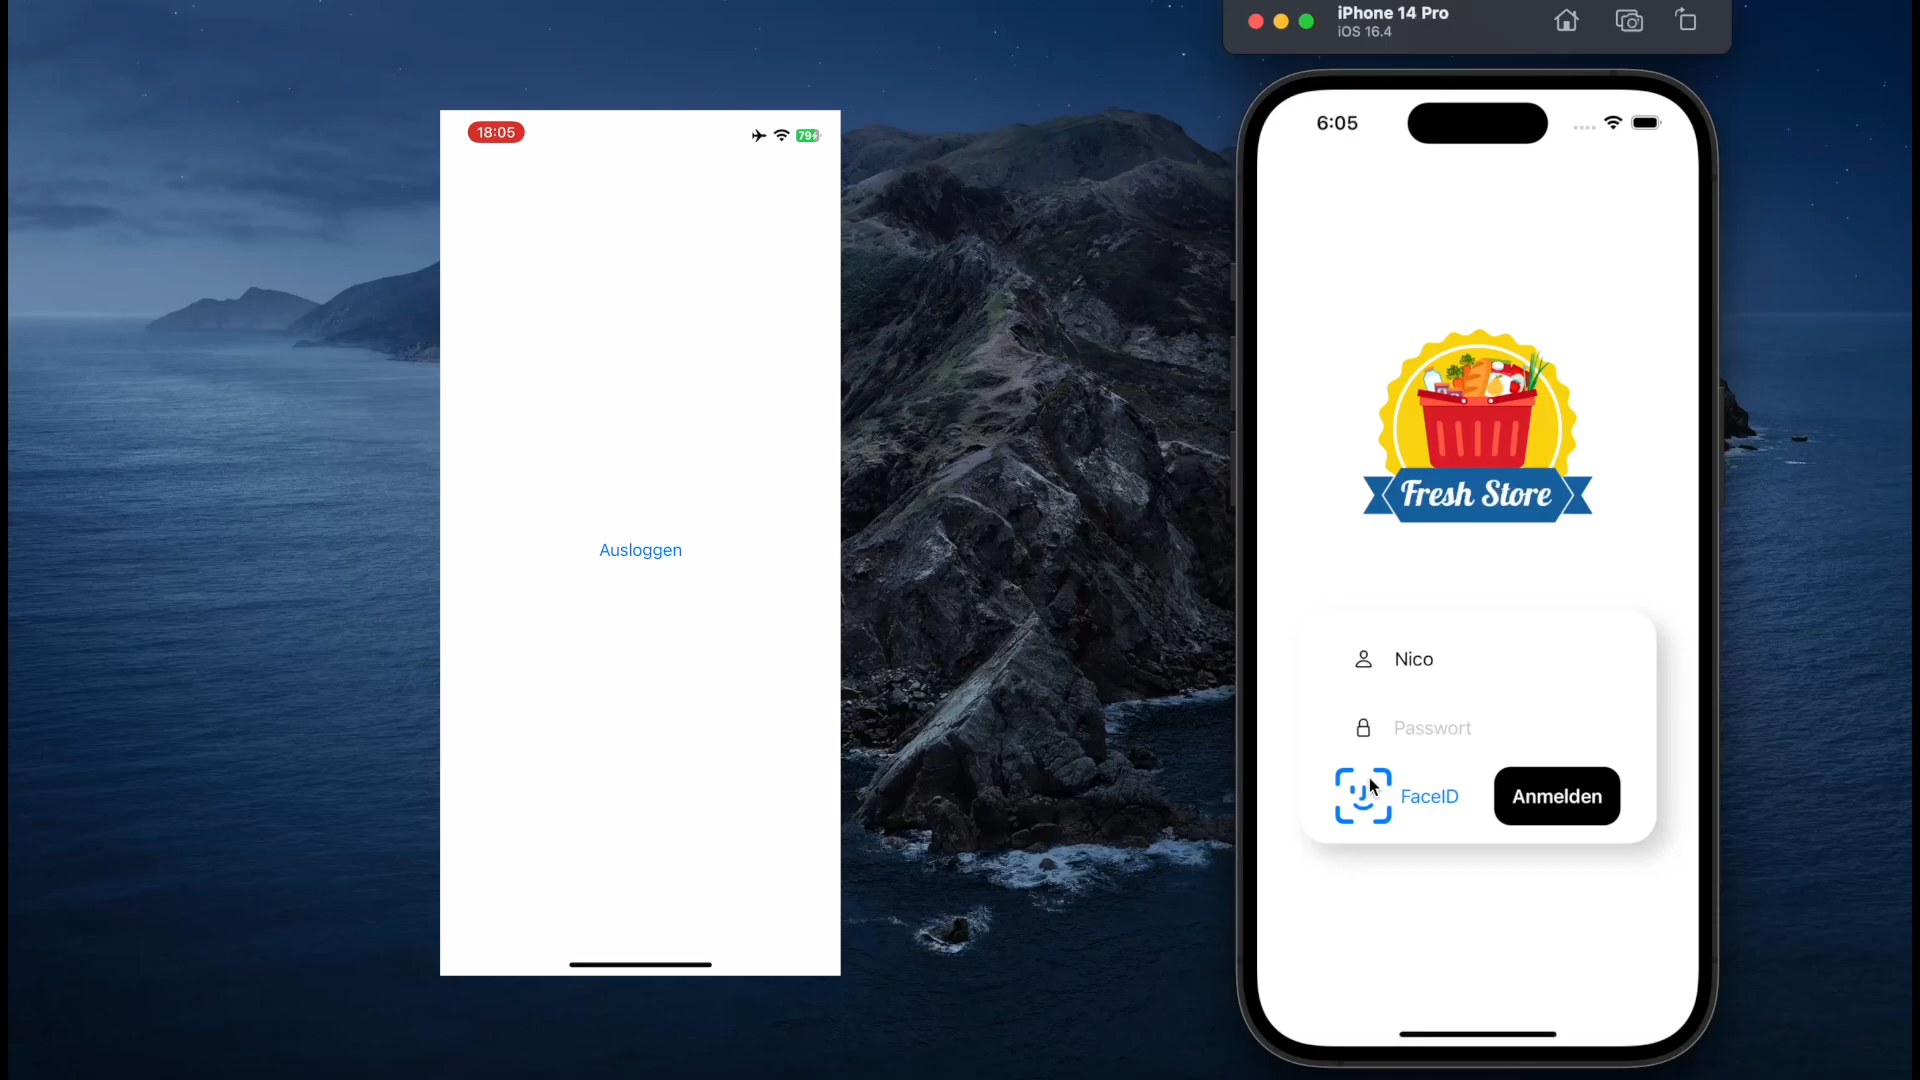 iPhone 14 Pro
iOS 16.4
18:05
79
6:05
Fresh Store
Ausloggen
Nico
Passwort
FaceID
Anmelden